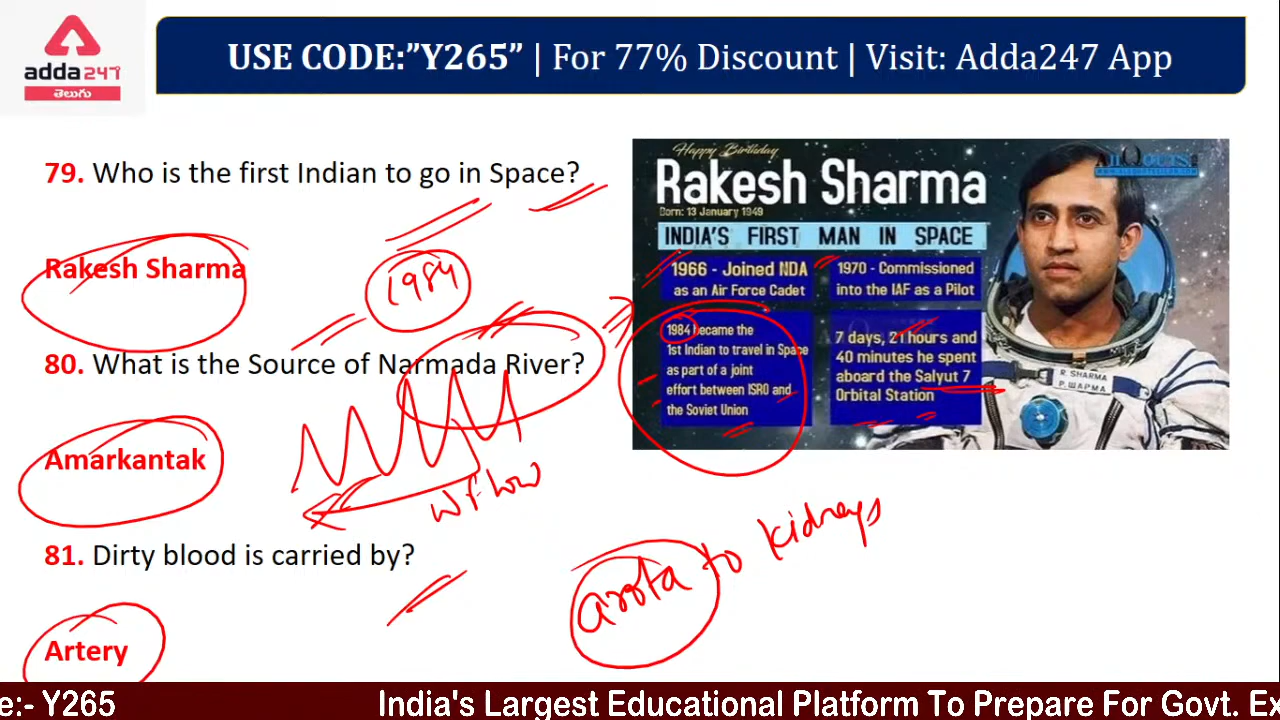 adda247
తెలుగు
USE CODE:”Y265” | For 77% Discount | Visit: Adda247 App
79. Who is the first Indian to go in Space?
Rakesh Sharma
1984
80. What is the Source of Narmada River?
Amarkantak
w flow
81. Dirty blood is carried by?
Artery
arota to kidneys
Happy Birthday
Rakesh Sharma
Born: 13 January 1949
INDIA'S FIRST MAN IN SPACE
1966 - Joined NDA
as an Air Force Cadet
1970 - Commissioned
into the IAF as a Pilot
1984 became the
1st Indian to travel in Space
as part of a joint
effort between ISRO and
the Soviet Union
7 days, 21 hours and
40 minutes he spent
aboard the Salyut 7
Orbital Station
R. SHARMA
Р. ШАРМА
e:- Y265 India's Largest Educational Platform To Prepare For Govt. Ex